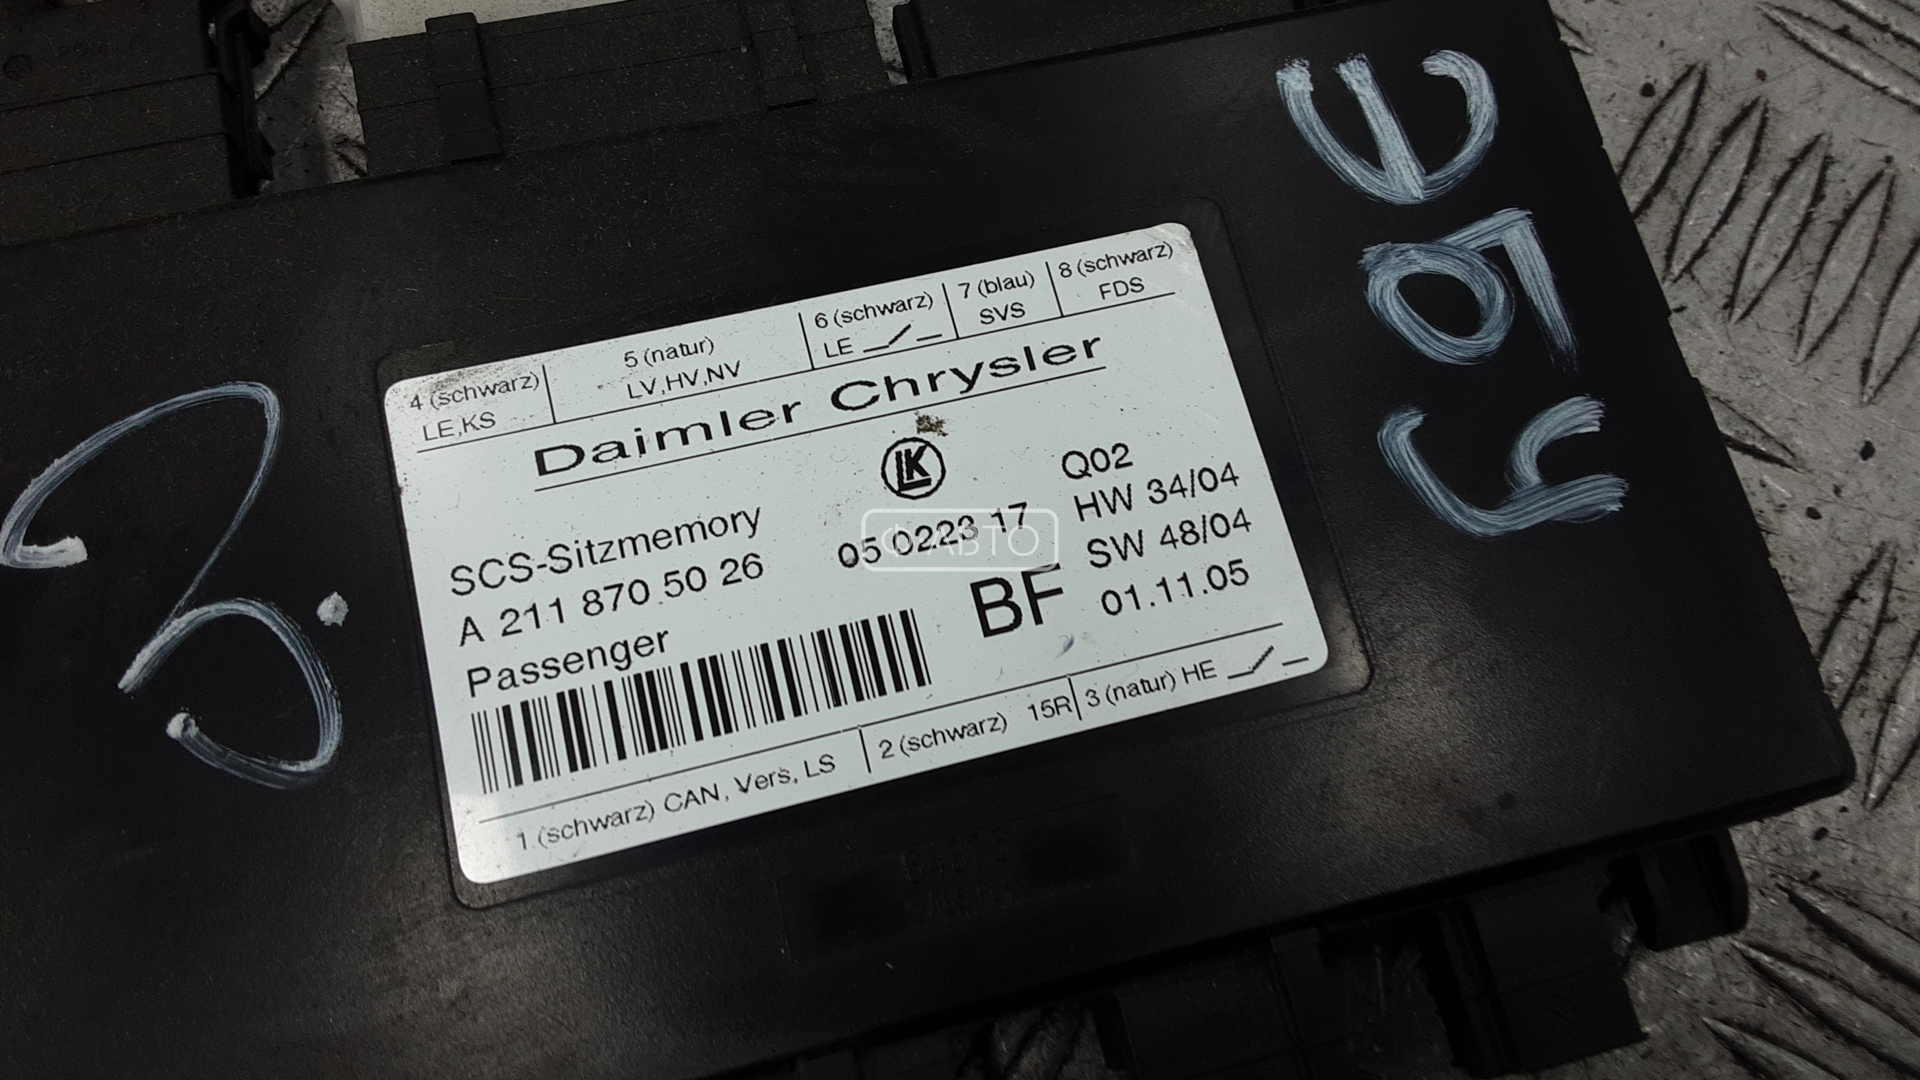 4 (schwarz)
LE,KS
5 (natur)
LV,HV,NV
6 (schwarz)
LE
7 (blau)
SVS
8 (schwarz)
FDS
Daimler Chrysler
LK
SCS-Sitzmemory
A 211 870 50 26
Passenger
05 0223 17
BF
Q02
HW 34/04
SW 48/04
01.11.05
1 (schwarz) CAN, Vers, LS
2 (schwarz) 15R
3 (natur) HE
Ф-АВТО